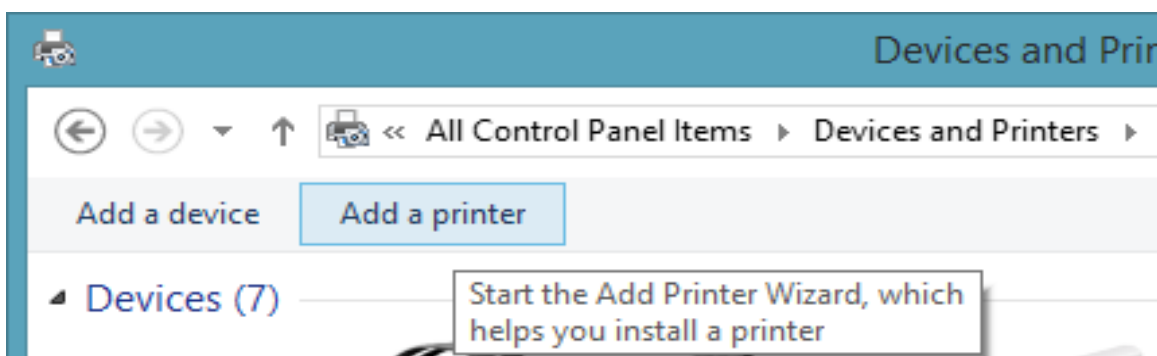 Devices and Prin
« All Control Panel Items Devices and Printers
Add a device Add a printer
Devices (7)
Start the Add Printer Wizard, which
helps you install a printer